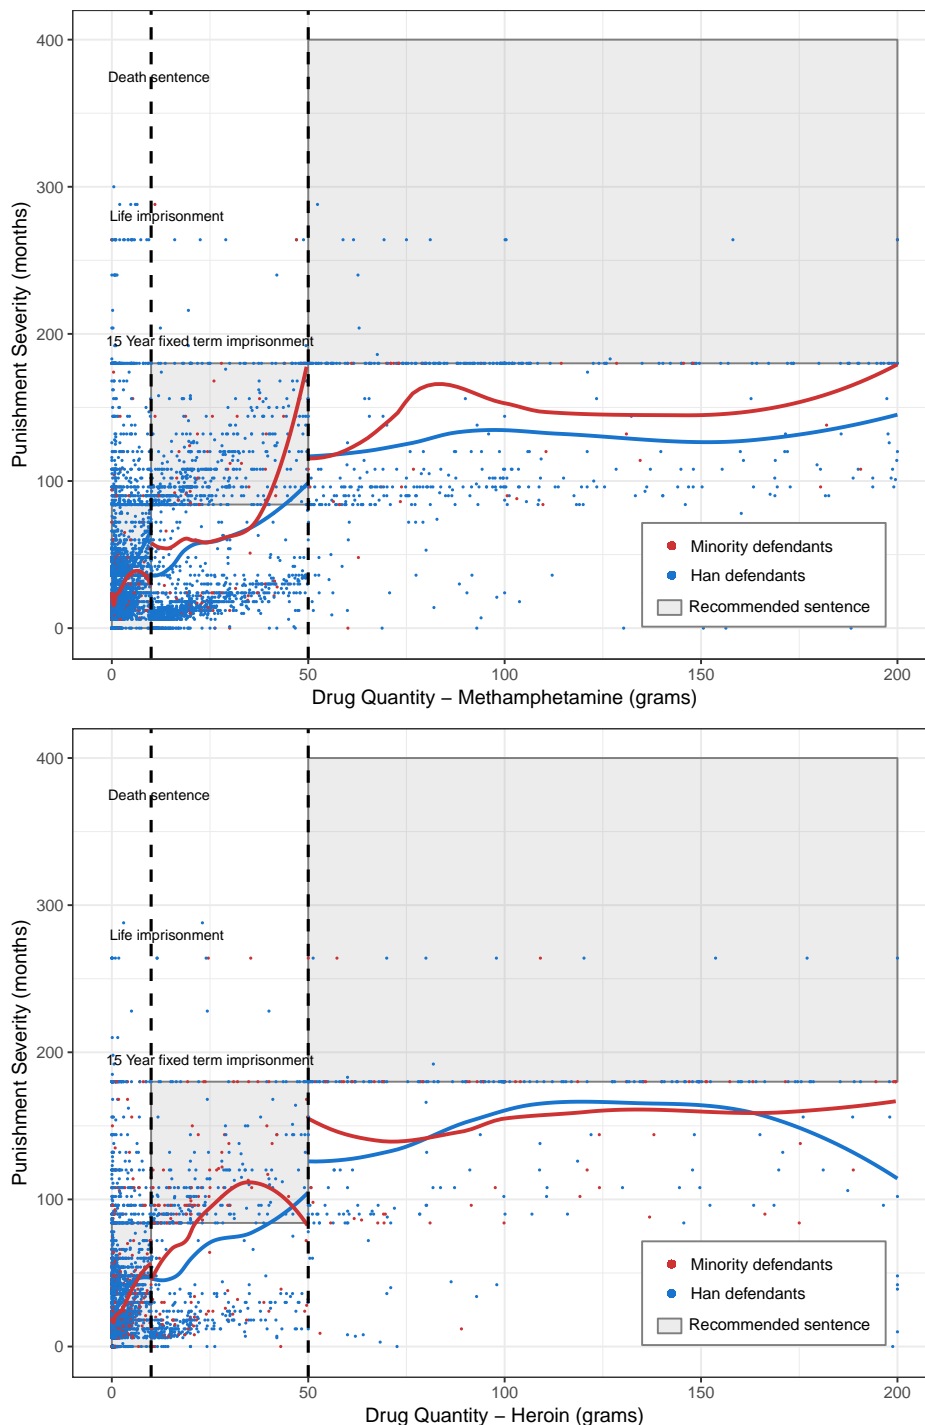 400
Death sentence
300
Life imprisonment
200
15 Year fixed term imprisonment
100
Minority defendants
Han defendants
Recommended sentence
0
Punishment Severity (months)
0 50 100 150 200
Drug Quantity − Methamphetamine (grams)
400
Death sentence
300
Life imprisonment
200
15 Year fixed term imprisonment
100
Minority defendants
Han defendants
Recommended sentence
0
Punishment Severity (months)
0 50 100 150 200
Drug Quantity − Heroin (grams)